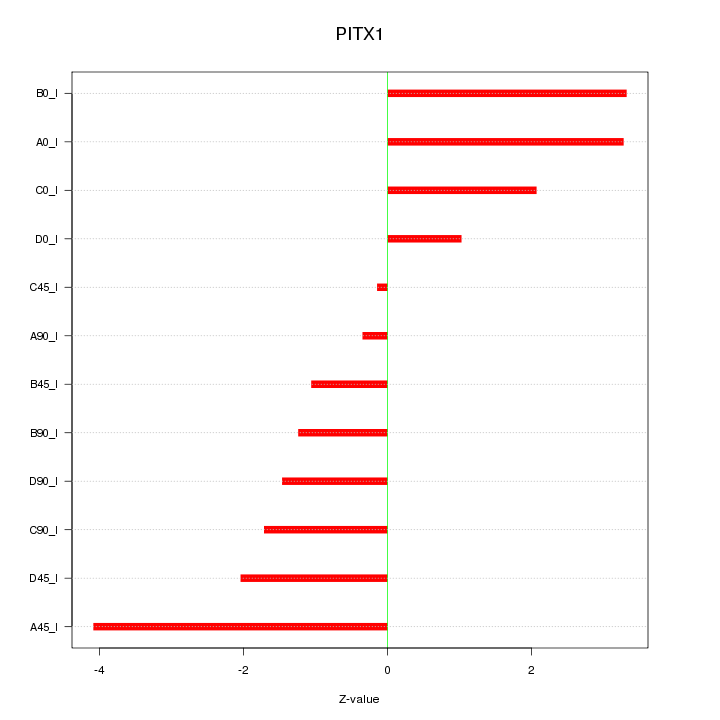 PITX1
B0_I
A0_I
C0_I
D0_I
C45_I
A90_I
B45_I
B90_I
D90_I
C90_I
D45_I
A45_I
-4 -2 0 2
Z-value